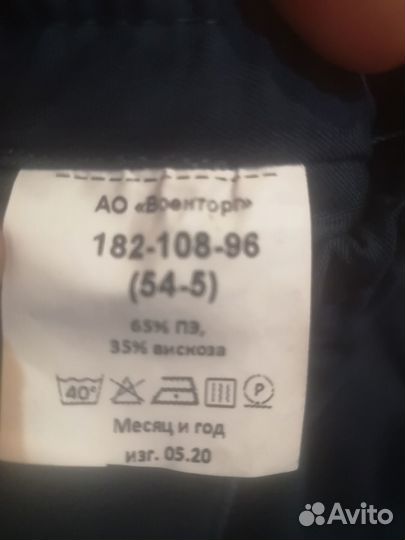 АО «Военторг»
182-108-96
(54-5)
65% ПЭ,
35% вискоза
40°
P
Месяц и год
изг. 05.20
Avito